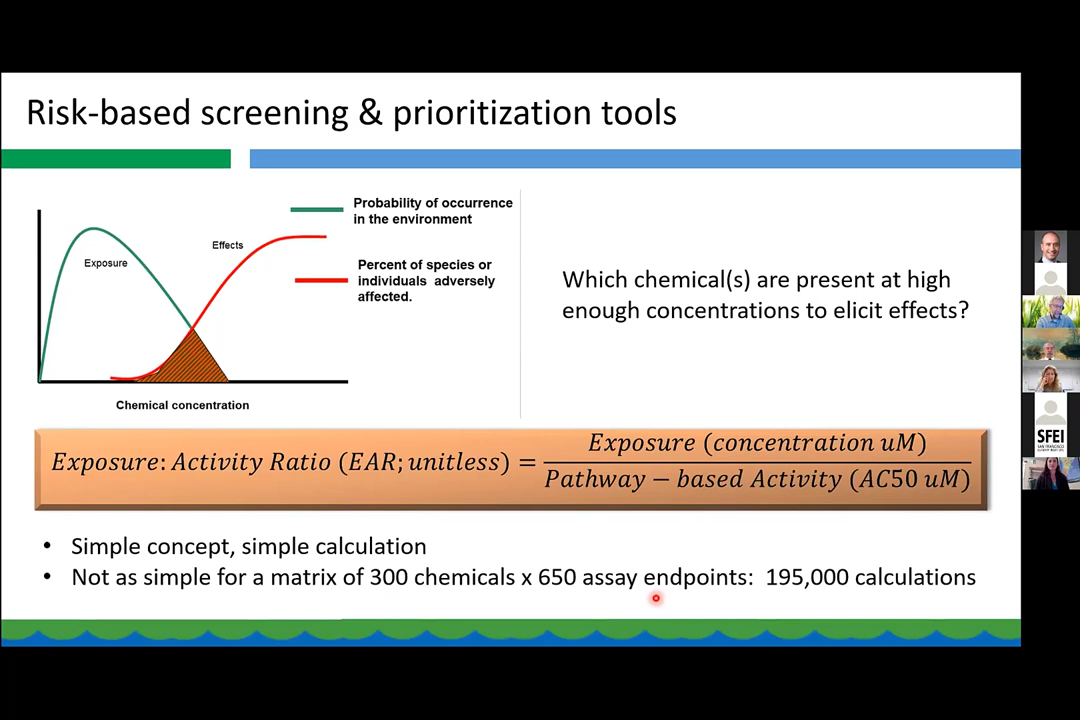 Risk-based screening & prioritization tools
Probability of occurrence
in the environment
Effects
Exposure
Percent of species or
individuals adversely
affected.
Chemical concentration
Which chemical(s) are present at high
enough concentrations to elicit effects?
Exposure: Activity Ratio (EAR; unitless) = Exposure (concentration uM) / Pathway − based Activity (AC50 uM)
• Simple concept, simple calculation
• Not as simple for a matrix of 300 chemicals x 650 assay endpoints: 195,000 calculations
SFEI